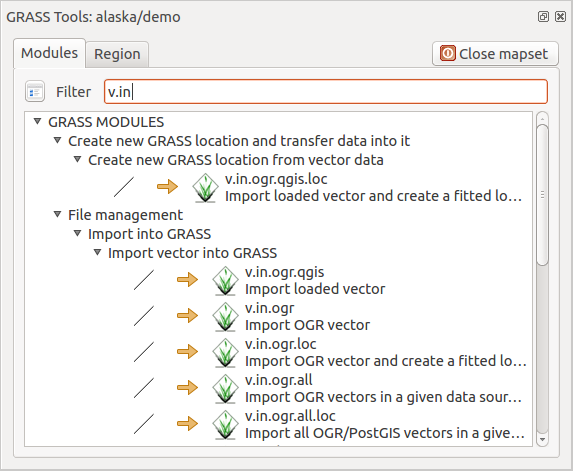 GRASS Tools: alaska/demo
Modules Region Close mapset
Filter v.in
GRASS MODULES
Create new GRASS location and transfer data into it
Create new GRASS location from vector data
v.in.ogr.qgis.loc
Import loaded vector and create a fitted lo...
File management
Import into GRASS
Import vector into GRASS
v.in.ogr.qgis
Import loaded vector
v.in.ogr
Import OGR vector
v.in.ogr.loc
Import OGR vector and create a fitted lo...
v.in.ogr.all
Import OGR vectors in a given data sour...
v.in.ogr.all.loc
Import all OGR/PostGIS vectors in a give...